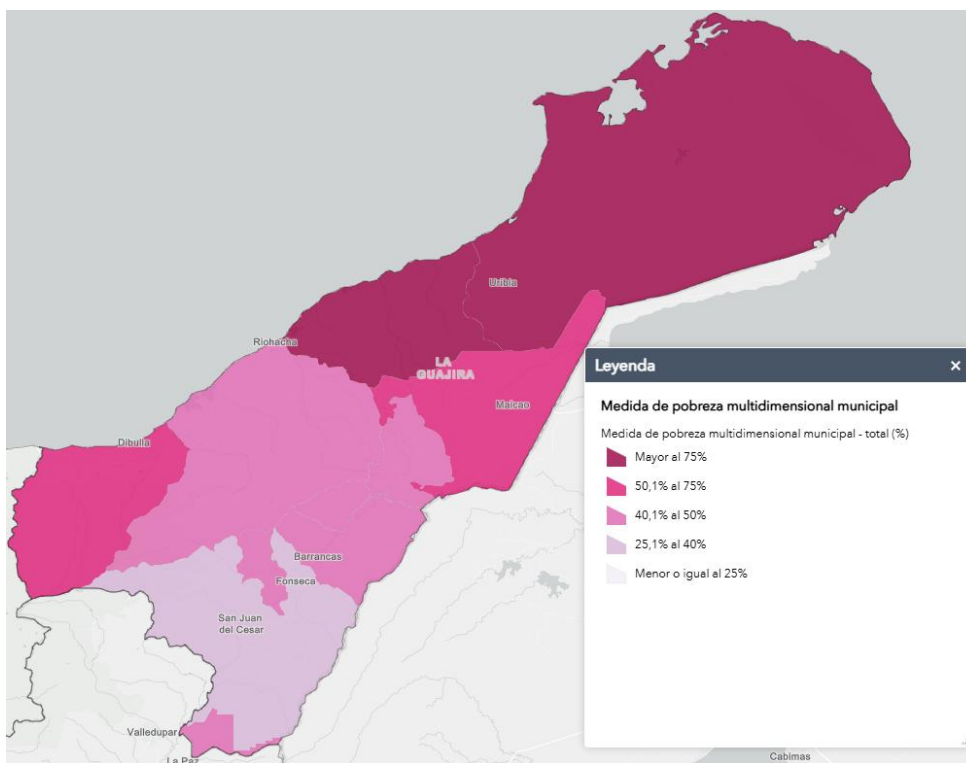 Uribia
Riohacha
LA
GUAJIRA
Maicao
Dibulla
Barrancas
Fonseca
San Juan
del Cesar
Valledupar
La Paz
Leyenda
×
Medida de pobreza multidimensional municipal
Medida de pobreza multidimensional municipal - total (%)
Mayor al 75%
50,1% al 75%
40,1% al 50%
25,1% al 40%
Menor o igual al 25%
Cabimas